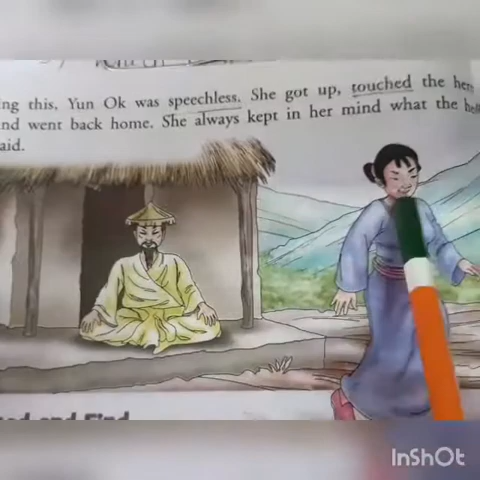 ng this, Yun Ok was speechless. She got up, touched the her
nd went back home. She always kept in her mind what the he
aid.
InShOt